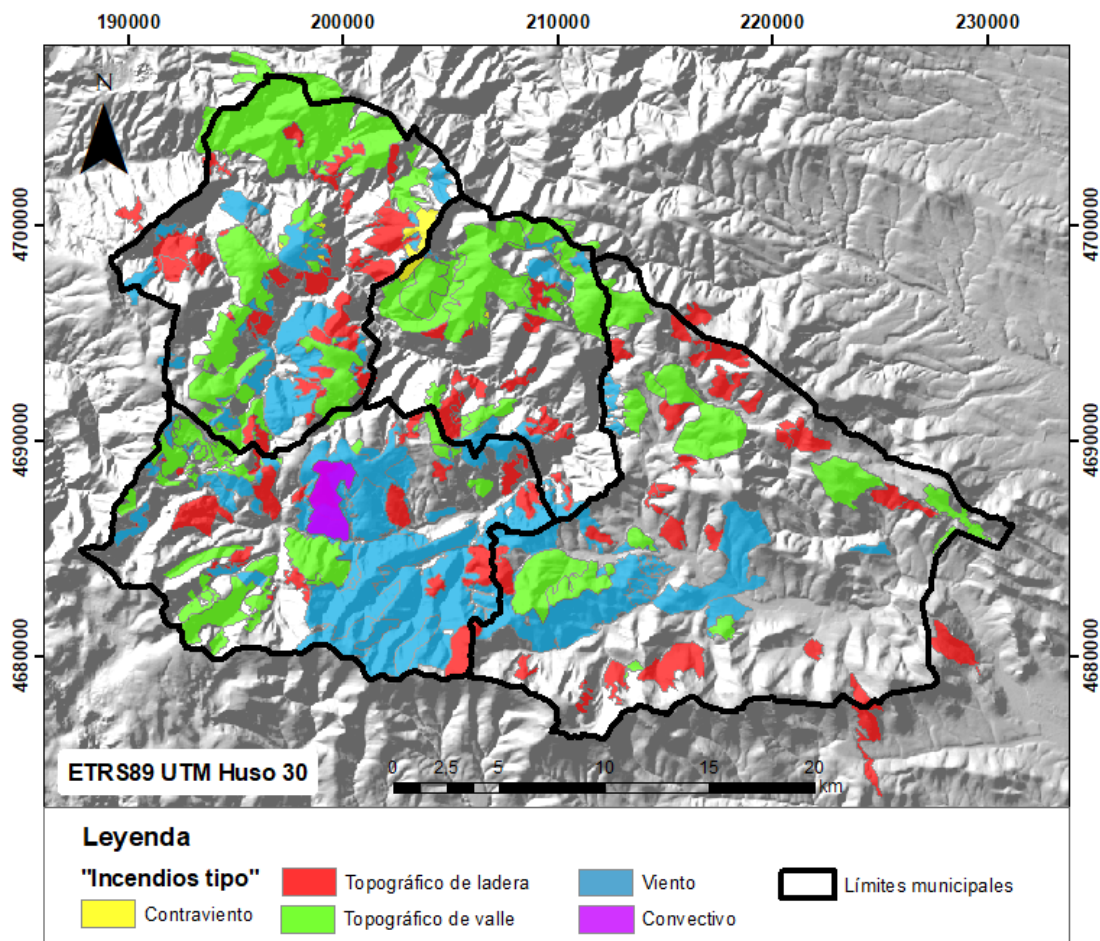 190000 200000 210000 220000 230000
N
4700000 4700000
4690000 4690000
4680000 4680000
ETRS89 UTM Huso 30
0 2,5 5 10 15 20
km
Leyenda
"Incendios tipo"
Topográfico de ladera Viento Límites municipales
Contraviento Topográfico de valle Convectivo